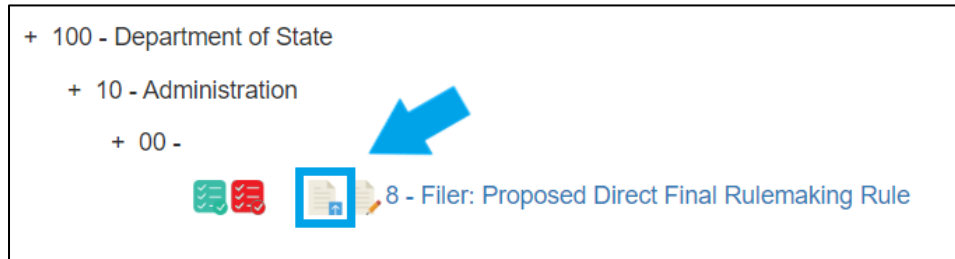 + 100 - Department of State
+ 10 - Administration
+ 00 -
8 - Filer: Proposed Direct Final Rulemaking Rule